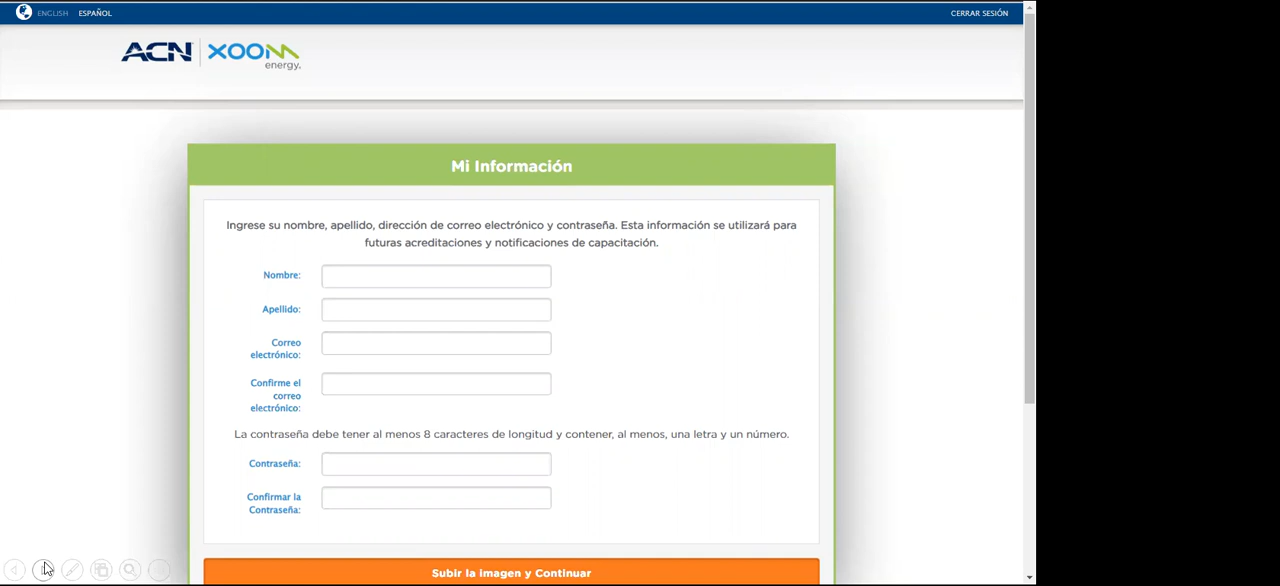 ENGLISH ESPAÑOL CERRAR SESIÓN
ACN XOOM
energy.
Mi Información
Ingrese su nombre, apellido, dirección de correo electrónico y contraseña. Esta información se utilizará para
futuras acreditaciones y notificaciones de capacitación.
Nombre:
Apellido:
Correo
electrónico:
Confirme el
correo
electrónico:
La contraseña debe tener al menos 8 caracteres de longitud y contener, al menos, una letra y un número.
Contraseña:
Confirmar la
Contraseña:
Subir la imagen y Continuar